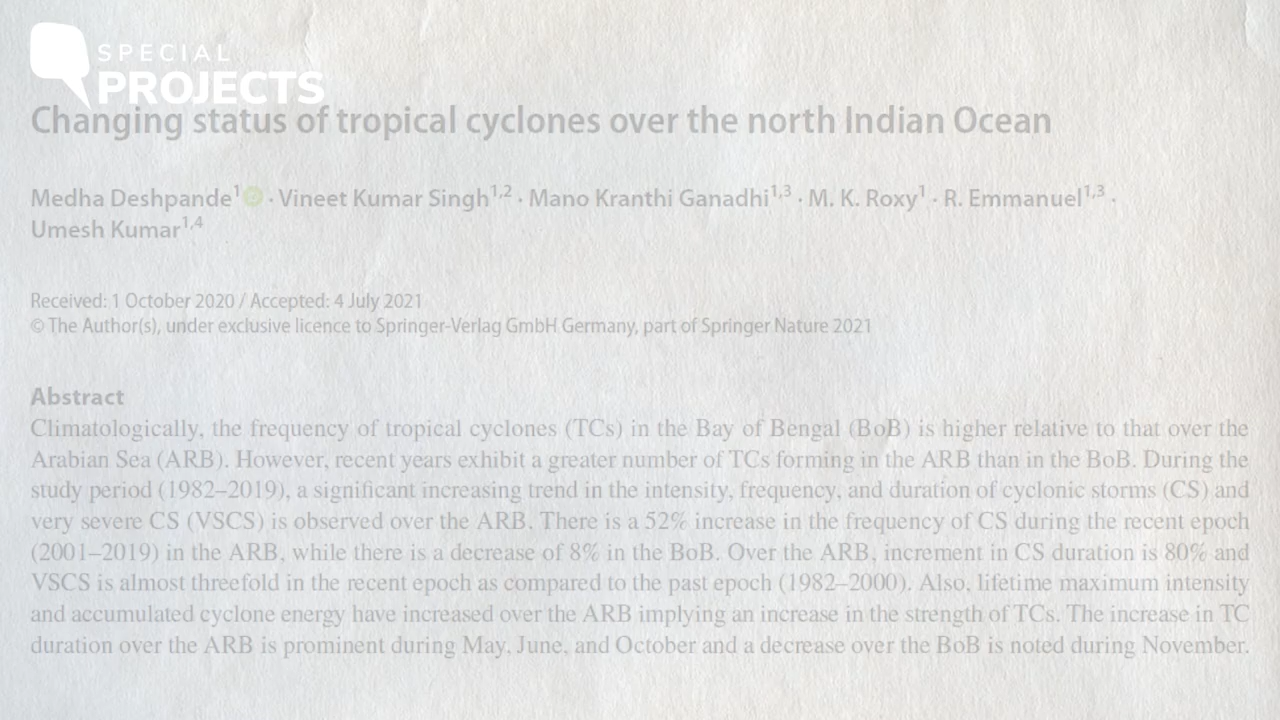 SPECIAL
PROJECTS
Changing status of tropical cyclones over the north Indian Ocean
Medha Deshpande1 · Vineet Kumar Singh1,2 · Mano Kranthi Ganadhi1,3 · M. K. Roxy1 · R. Emmanuel1,3 ·
Umesh Kumar1,4
Received: 1 October 2020 / Accepted: 4 July 2021
© The Author(s), under exclusive licence to Springer-Verlag GmbH Germany, part of Springer Nature 2021
Abstract
Climatologically, the frequency of tropical cyclones (TCs) in the Bay of Bengal (BoB) is higher relative to that over the
Arabian Sea (ARB). However, recent years exhibit a greater number of TCs forming in the ARB than in the BoB. During the
study period (1982–2019), a significant increasing trend in the intensity, frequency, and duration of cyclonic storms (CS) and
very severe CS (VSCS) is observed over the ARB. There is a 52% increase in the frequency of CS during the recent epoch
(2001–2019) in the ARB, while there is a decrease of 8% in the BoB. Over the ARB, increment in CS duration is 80% and
VSCS is almost threefold in the recent epoch as compared to the past epoch (1982–2000). Also, lifetime maximum intensity
and accumulated cyclone energy have increased over the ARB implying an increase in the strength of TCs. The increase in TC
duration over the ARB is prominent during May, June, and October and a decrease over the BoB is noted during November.